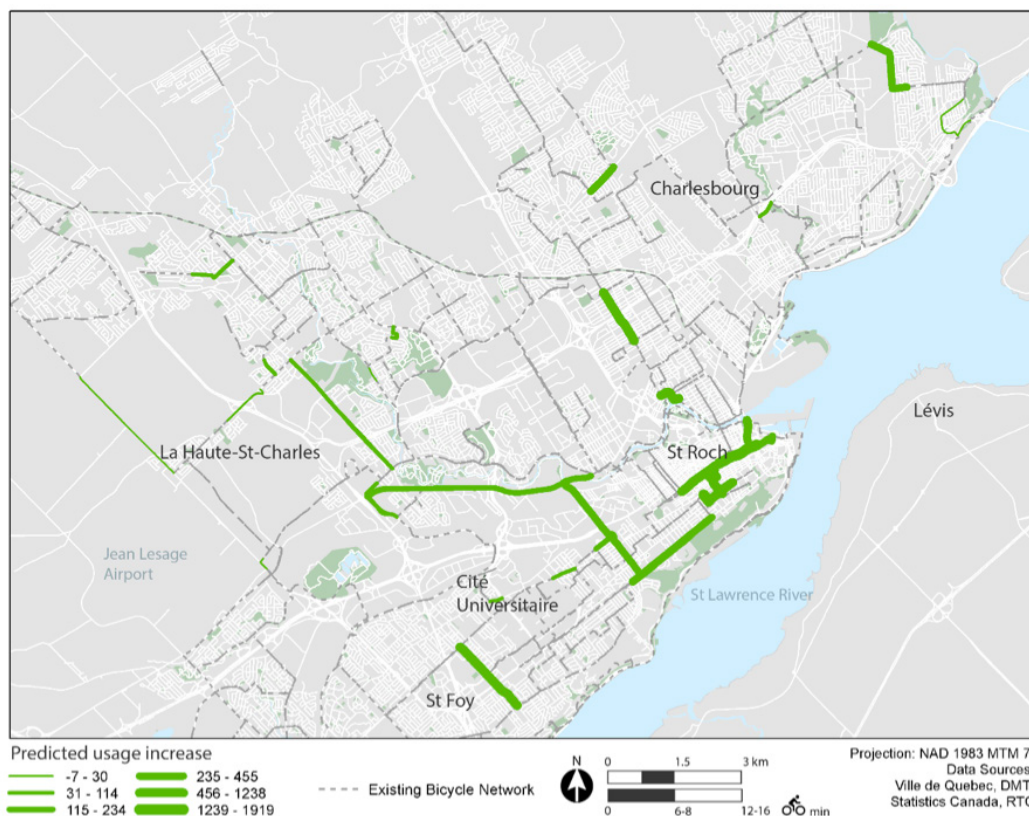 Charlesbourg
Lévis
La Haute-St-Charles
St Roch
Jean Lesage
Airport
Cité
Universitaire
St Lawrence River
St Foy
Predicted usage increase
-7 - 30
31 - 114
115 - 234
235 - 455
456 - 1238
1239 - 1919
Existing Bicycle Network
N
0 1.5 3 km
0 6-8 12-16 min
Projection: NAD 1983 MTM 7
Data Sources
Ville de Quebec, DMT
Statistics Canada, RTC